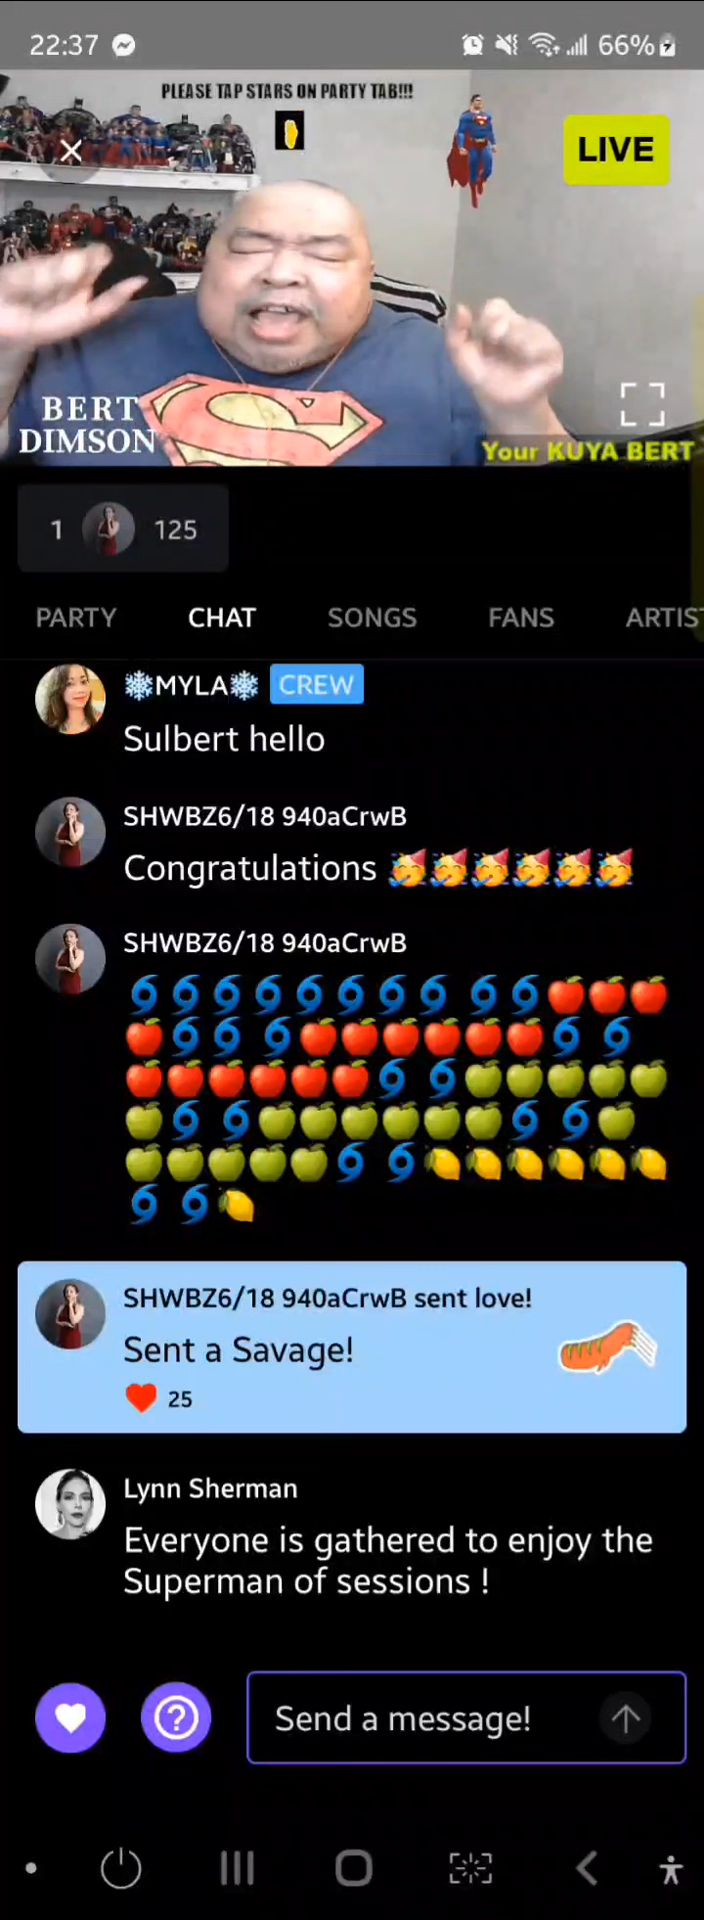 22:37
66%
PLEASE TAP STARS ON PARTY TAB!!!
LIVE
BERT
DIMSON
Your KUYA BERT
1 125
PARTY CHAT SONGS FANS ARTIS
❄MYLA❄ CREW
Sulbert hello
SHWBZ6/18 940aCrwB
Congratulations 🥳🥳🥳🥳🥳🥳
SHWBZ6/18 940aCrwB
🌀🌀🌀🌀🌀🌀🌀🌀 🌀🌀🍎🍎🍎
🍎🌀🌀 🌀🍎🍎🍎🍎🍎🍎🌀 🌀
🍎🍎🍎🍎🍎🍎🌀 🌀🍏🍏🍏🍏🍏
🍏🌀 🌀🍏🍏🍏🍏🍏🍏🌀 🌀🍏
🍏🍏🍏🍏🍏🌀 🌀🍋🍋🍋🍋🍋🍋
🌀 🌀🍋
SHWBZ6/18 940aCrwB sent love!
Sent a Savage!
❤ 25
Lynn Sherman
Everyone is gathered to enjoy the
Superman of sessions !
Send a message!